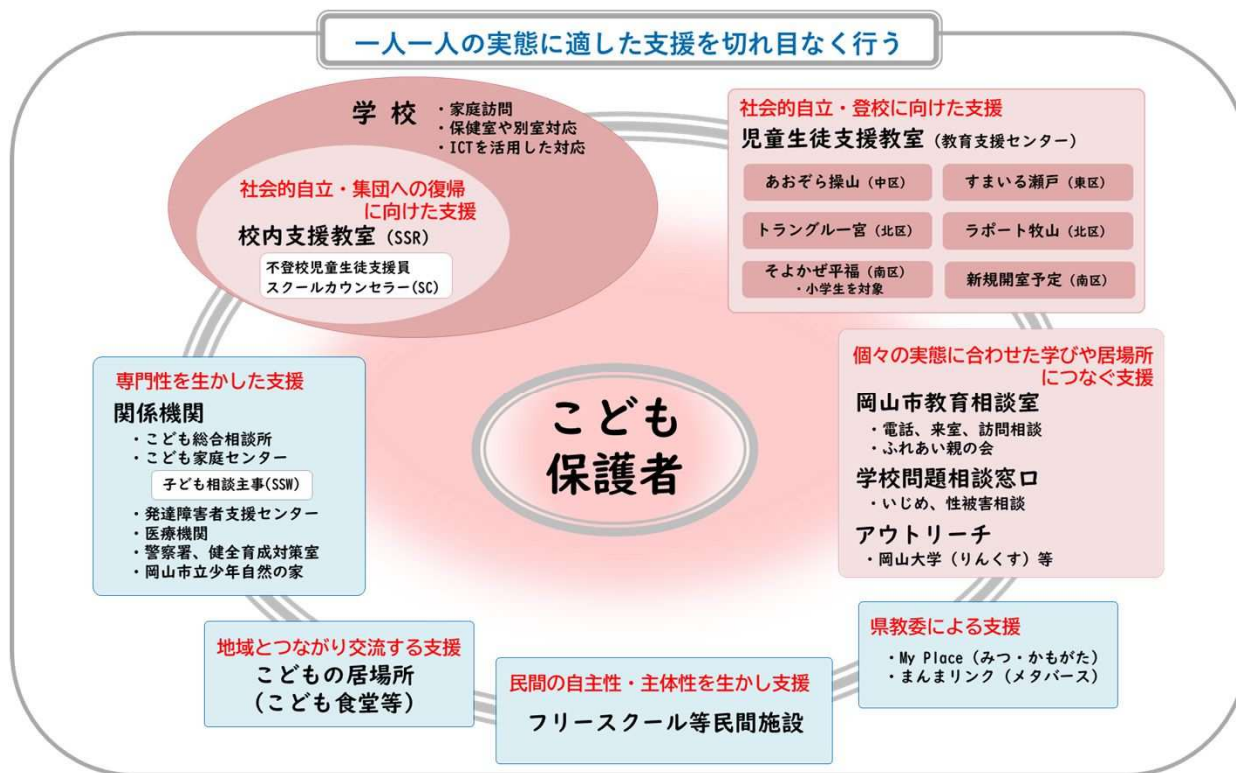 一人一人の実態に適した支援を切れ目なく行う
学校
・家庭訪問
・保健室や別室対応
・ICTを活用した対応
社会的自立・集団への復帰
に向けた支援
校内支援教室(SSR)
不登校児童生徒支援員
スクールカウンセラー(SC)
社会的自立・登校に向けた支援
児童生徒支援教室(教育支援センター)
あおぞら操山(中区)
すまいる瀬戸(東区)
トラングル一宮(北区)
ラポート牧山(北区)
そよかぜ平福(南区)
・小学生を対象
新規開室予定(南区)
専門性を生かした支援
関係機関
・こども総合相談所
・こども家庭センター
子ども相談主事(SSW)
・発達障害者支援センター
・医療機関
・警察署、健全育成対策室
・岡山市立少年自然の家
こども
保護者
個々の実態に合わせた学びや居場所
につなぐ支援
岡山市教育相談室
・電話、来室、訪問相談
・ふれあい親の会
学校問題相談窓口
・いじめ、性被害相談
アウトリーチ
・岡山大学(りんくす)等
地域とつながり交流する支援
こどもの居場所
(こども食堂等)
民間の自主性・主体性を生かし支援
フリースクール等民間施設
県教委による支援
・My Place(みつ・かもがた)
・まんまリンク(メタバース)